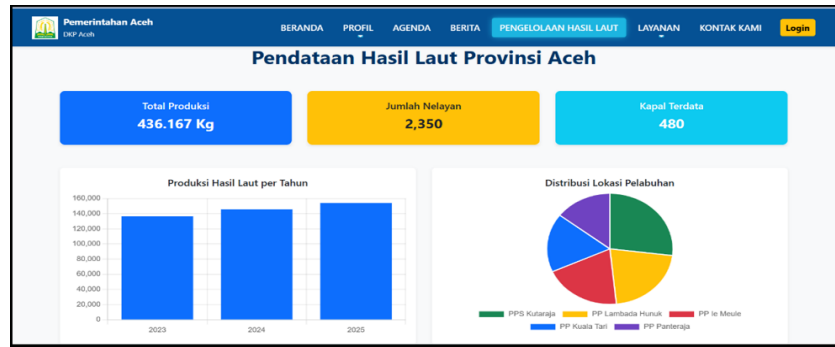 Pemerintahan Aceh
DKP Aceh
BERANDA PROFIL AGENDA BERITA PENGELOLAAN HASIL LAUT LAYANAN KONTAK KAMI Login
Pendataan Hasil Laut Provinsi Aceh
Total Produksi
436.167 Kg
Jumlah Nelayan
2,350
Kapal Terdata
480
Produksi Hasil Laut per Tahun
160,000
140,000
120,000
100,000
80,000
60,000
40,000
20,000
0
2023 2024 2025
Distribusi Lokasi Pelabuhan
PPS Kutaraja PP Lambada Hunuk PP Ie Meule
PP Kuala Tari PP Panteraja